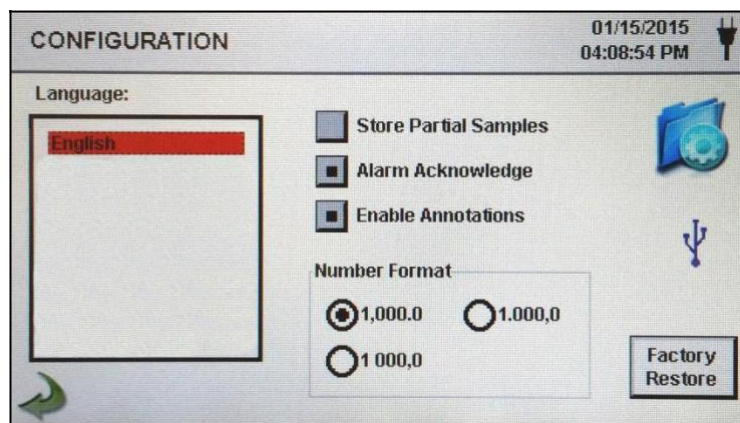 CONFIGURATION
01/15/2015
04:08:54 PM
Language:
English
Store Partial Samples
Alarm Acknowledge
Enable Annotations
Number Format
1,000.0
1.000,0
1 000,0
Factory
Restore